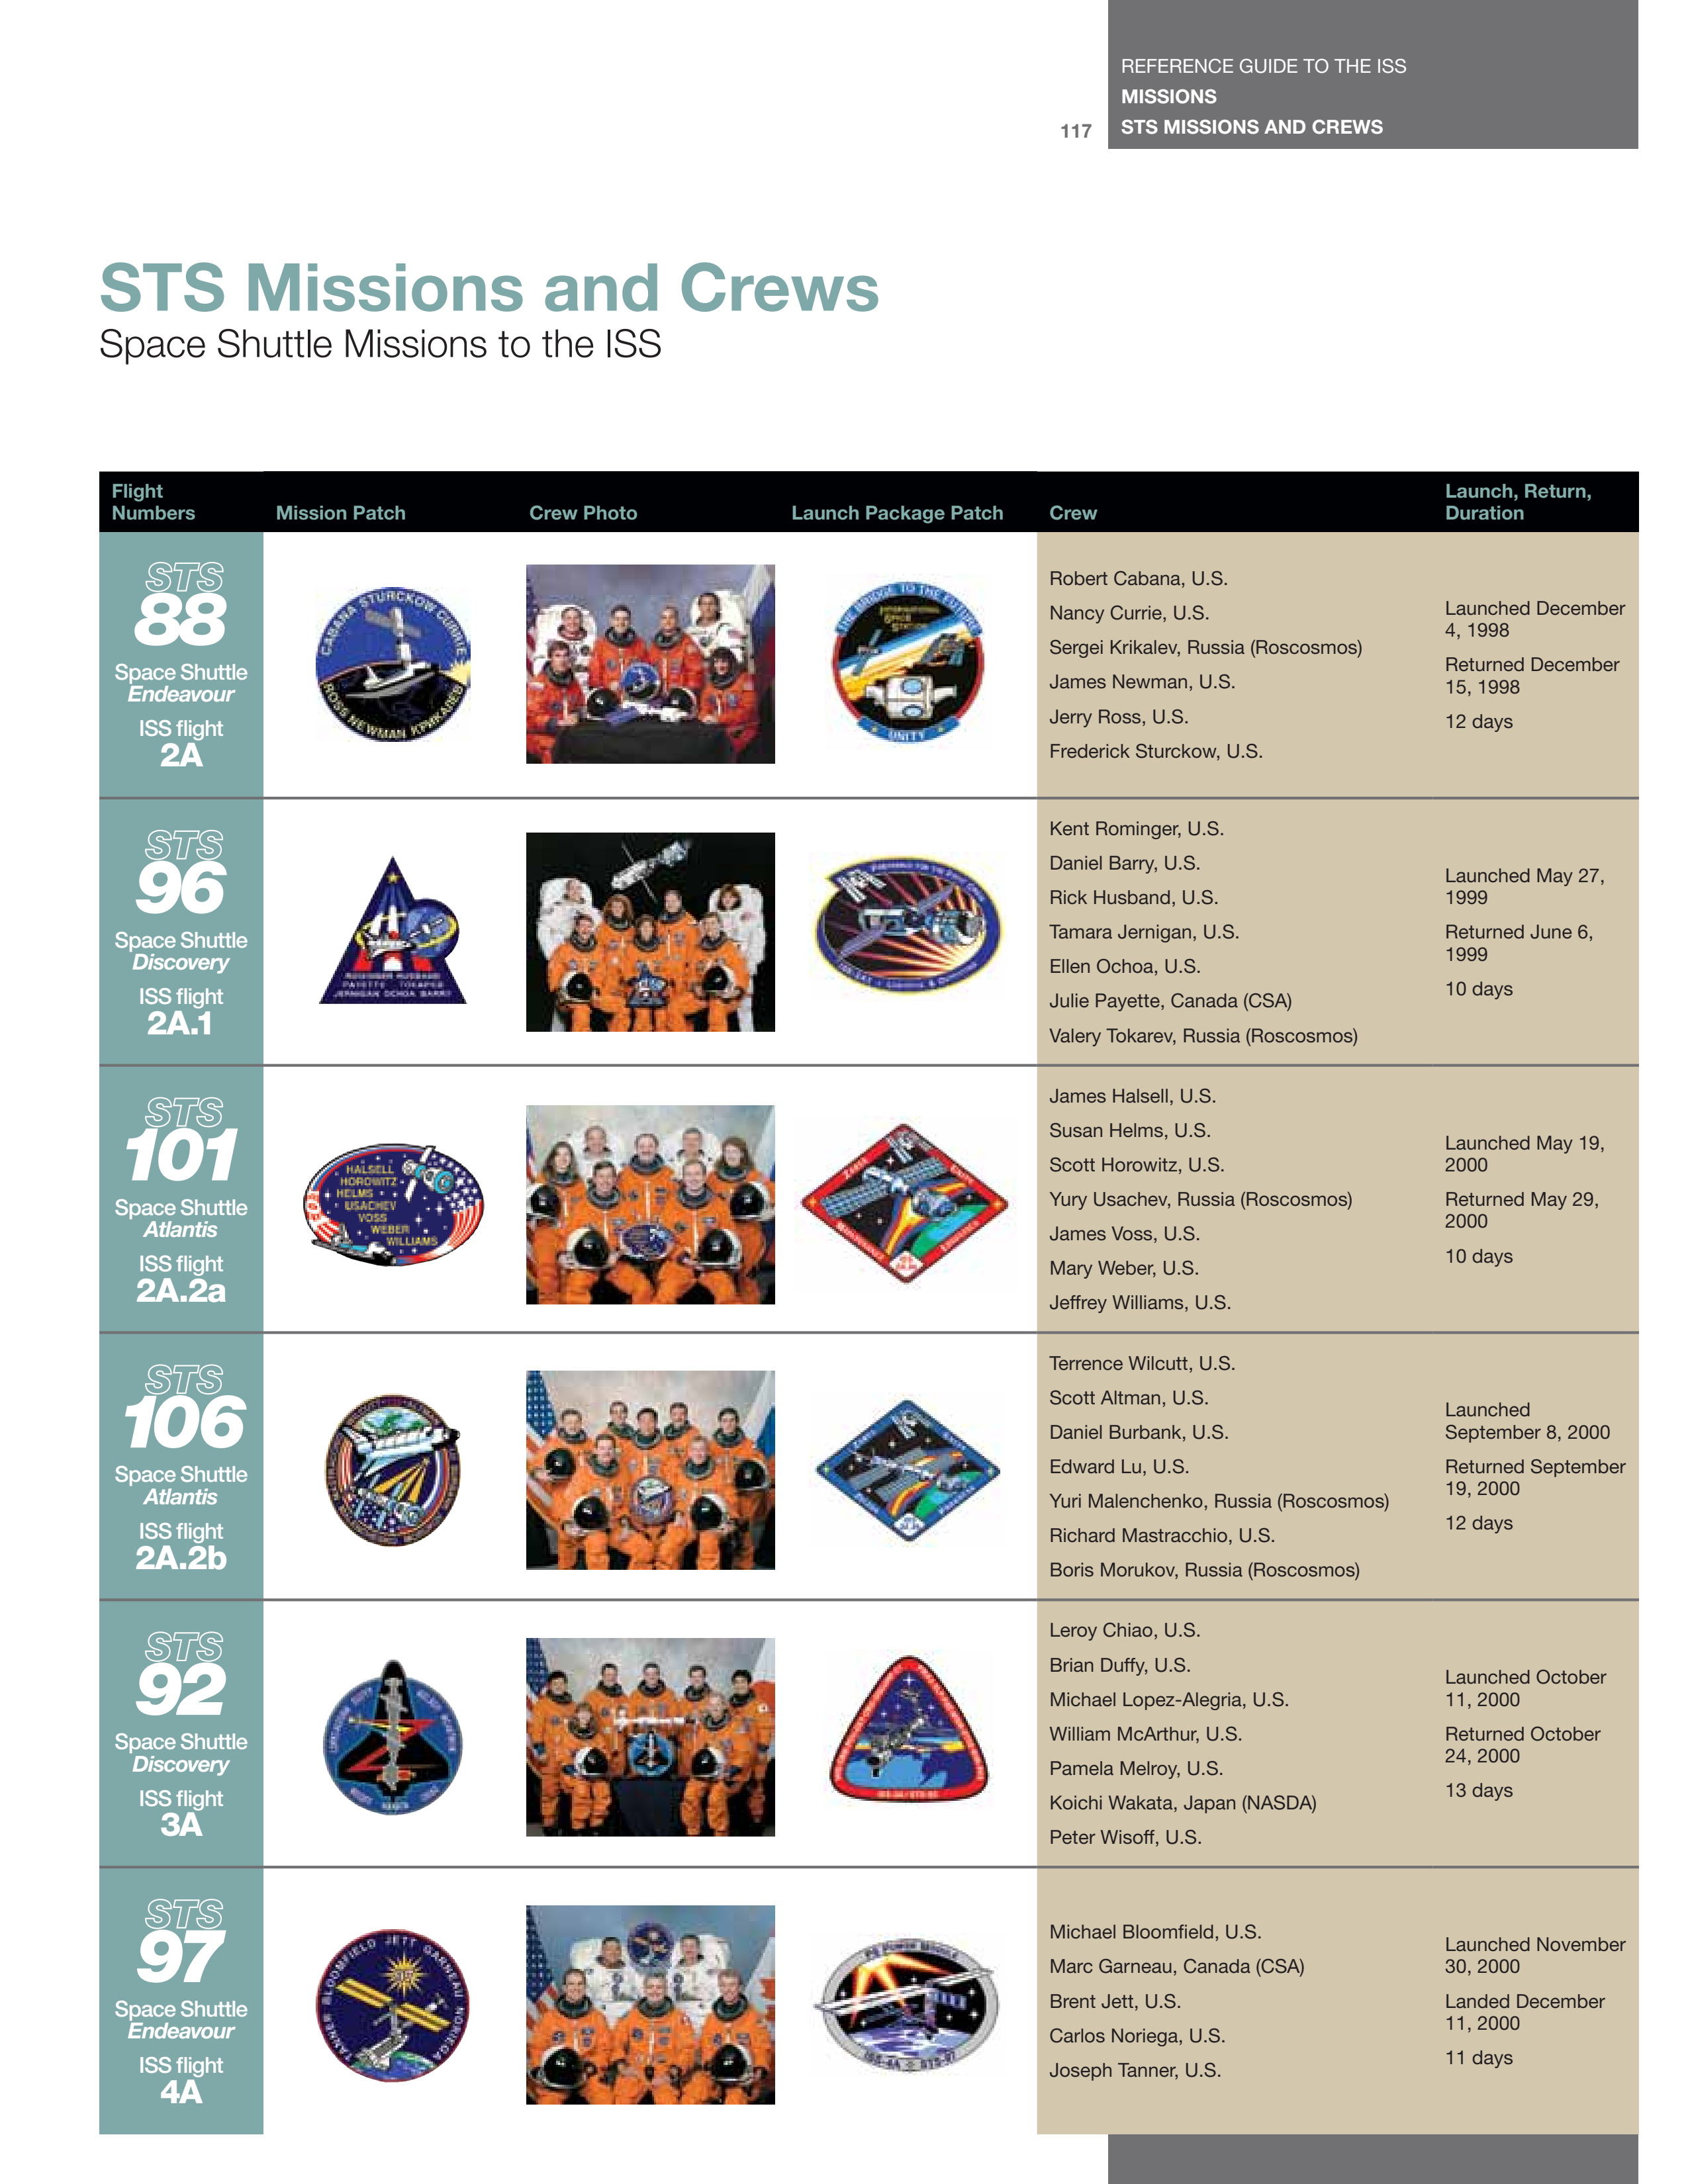 REFERENCE GUIDE TO THE ISS
MISSIONS
117
STS MISSIONS AND CREWS
STS Missions and Crews
Space Shuttle Missions to the ISS
Flight
Numbers
Mission Patch
Crew Photo
Launch Package Patch
Crew
Launch, Return,
Duration
STS
88
Space Shuttle
Endeavour
ISS flight
2A
CABANA STURCKOW CURRIE
ROSS NEWMAN
THE BRIDGE TO THE FUTURE
INTERNATIONAL
SPACE
STATION
UNITY
Robert Cabana, U.S.
Nancy Currie, U.S.
Sergei Krikalev, Russia (Roscosmos)
James Newman, U.S.
Jerry Ross, U.S.
Frederick Sturckow, U.S.
Launched December
4, 1998
Returned December
15, 1998
12 days
STS
96
Space Shuttle
Discovery
ISS flight
2A.1
ROMINGER HUSBAND
PAYETTE TOKAREV
JERNIGAN OCHOA BARRY
Kent Rominger, U.S.
Daniel Barry, U.S.
Rick Husband, U.S.
Tamara Jernigan, U.S.
Ellen Ochoa, U.S.
Julie Payette, Canada (CSA)
Valery Tokarev, Russia (Roscosmos)
Launched May 27,
1999
Returned June 6,
1999
10 days
STS
101
Space Shuttle
Atlantis
ISS flight
2A.2a
HALSELL
HOROWITZ
HELMS
USACHEV
VOSS
WEBER
WILLIAMS
James Halsell, U.S.
Susan Helms, U.S.
Scott Horowitz, U.S.
Yury Usachev, Russia (Roscosmos)
James Voss, U.S.
Mary Weber, U.S.
Jeffrey Williams, U.S.
Launched May 19,
2000
Returned May 29,
2000
10 days
STS
106
Space Shuttle
Atlantis
ISS flight
2A.2b
Terrence Wilcutt, U.S.
Scott Altman, U.S.
Daniel Burbank, U.S.
Edward Lu, U.S.
Yuri Malenchenko, Russia (Roscosmos)
Richard Mastracchio, U.S.
Boris Morukov, Russia (Roscosmos)
Launched
September 8, 2000
Returned September
19, 2000
12 days
STS
92
Space Shuttle
Discovery
ISS flight
3A
Leroy Chiao, U.S.
Brian Duffy, U.S.
Michael Lopez-Alegria, U.S.
William McArthur, U.S.
Pamela Melroy, U.S.
Koichi Wakata, Japan (NASDA)
Peter Wisoff, U.S.
Launched October
11, 2000
Returned October
24, 2000
13 days
STS
97
Space Shuttle
Endeavour
ISS flight
4A
TANNER BLOOMFIELD JETT GARNEAU NORIEGA
Michael Bloomfield, U.S.
Marc Garneau, Canada (CSA)
Brent Jett, U.S.
Carlos Noriega, U.S.
Joseph Tanner, U.S.
Launched November
30, 2000
Landed December
11, 2000
11 days